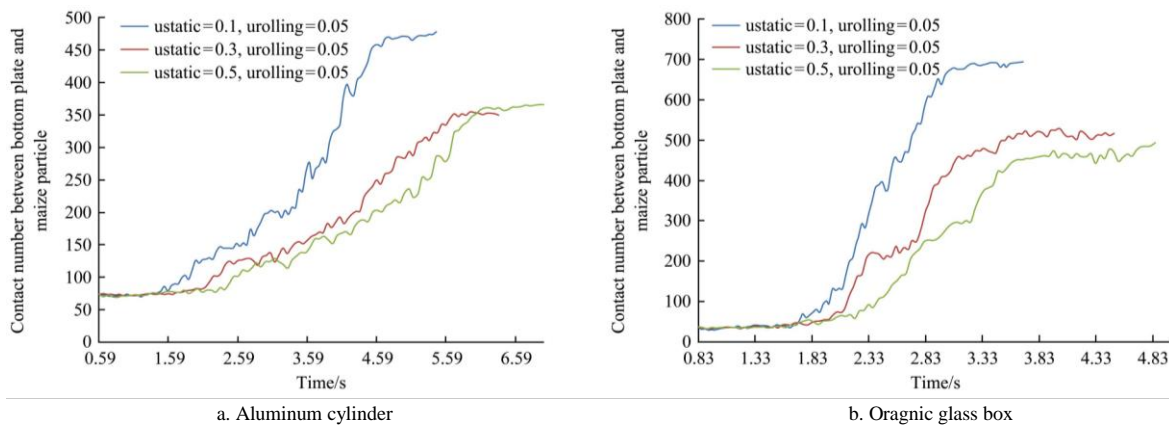 500
450
400
350
300
250
200
150
100
50
0
Contact number between bottom plate and
maize particle
ustatic=0.1, urolling=0.05
ustatic=0.3, urolling=0.05
ustatic=0.5, urolling=0.05
0.59 1.59 2.59 3.59 4.59 5.59 6.59
Time/s
a. Aluminum cylinder
800
700
600
500
400
300
200
100
0
Contact number between bottom plate and
maize particle
ustatic=0.1, urolling=0.05
ustatic=0.3, urolling=0.05
ustatic=0.5, urolling=0.05
0.83 1.33 1.83 2.33 2.83 3.33 3.83 4.33 4.83
Time/s
b. Oragnic glass box